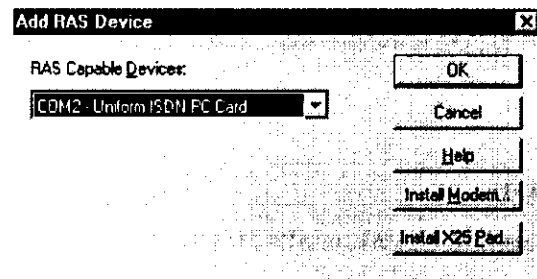 Add RAS Device
RAS Capable Devices:
COM2 - Uniform ISDN PC Card
OK
Cancel
Help
Install Modem...
Install X25 Pad...